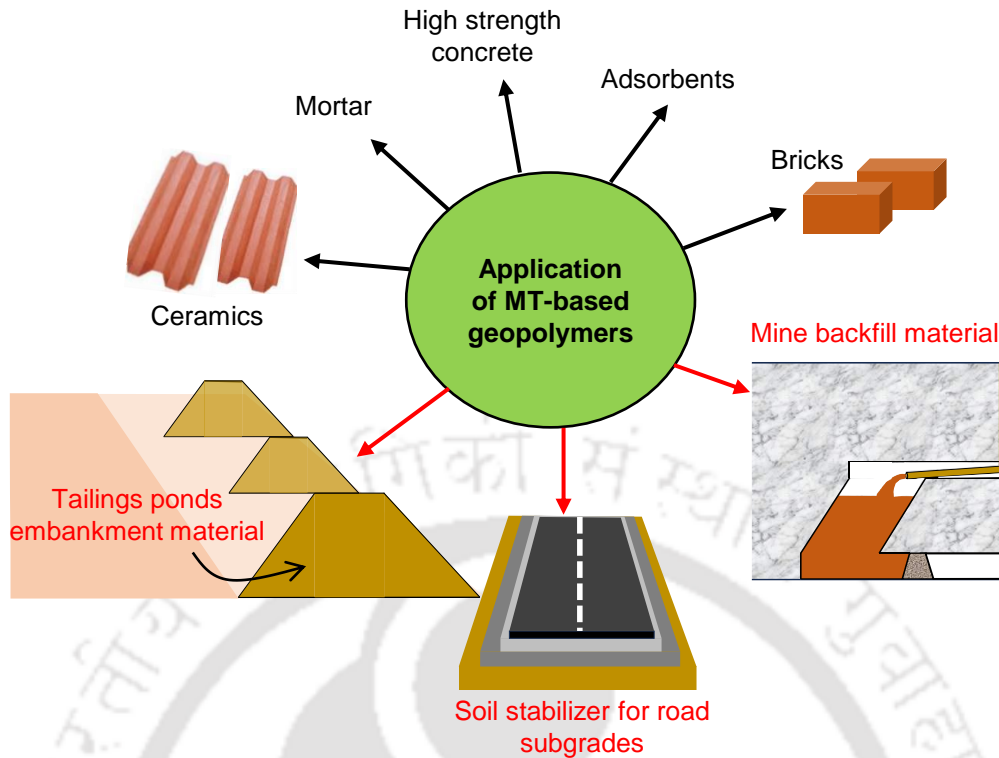 High strength
concrete
Adsorbents
Mortar
Bricks
Ceramics
Application
of MT-based
geopolymers
Mine backfill material
Tailings ponds
embankment material
Soil stabilizer for road
subgrades